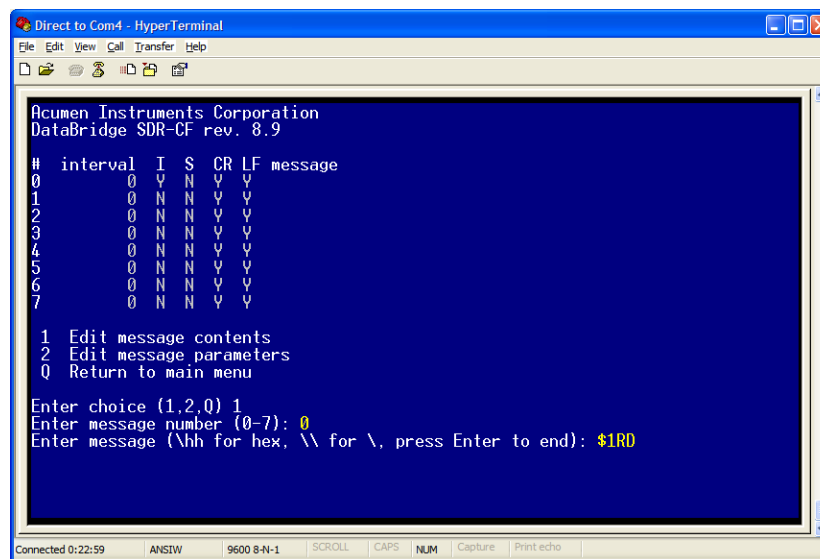 Direct to Com4 - HyperTerminal
File Edit View Call Transfer Help
Acumen Instruments Corporation
DataBridge SDR-CF rev. 8.9
# interval I S CR LF message
0 0 Y N Y Y
1 0 N N Y Y
2 0 N N Y Y
3 0 N N Y Y
4 0 N N Y Y
5 0 N N Y Y
6 0 N N Y Y
7 0 N N Y Y
1 Edit message contents
2 Edit message parameters
Q Return to main menu
Enter choice (1,2,Q) 1
Enter message number (0-7): 0
Enter message (\hh for hex, \\ for \, press Enter to end): $1RD
Connected 0:22:59 ANSIW 9600 8-N-1 SCROLL CAPS NUM Capture Print echo